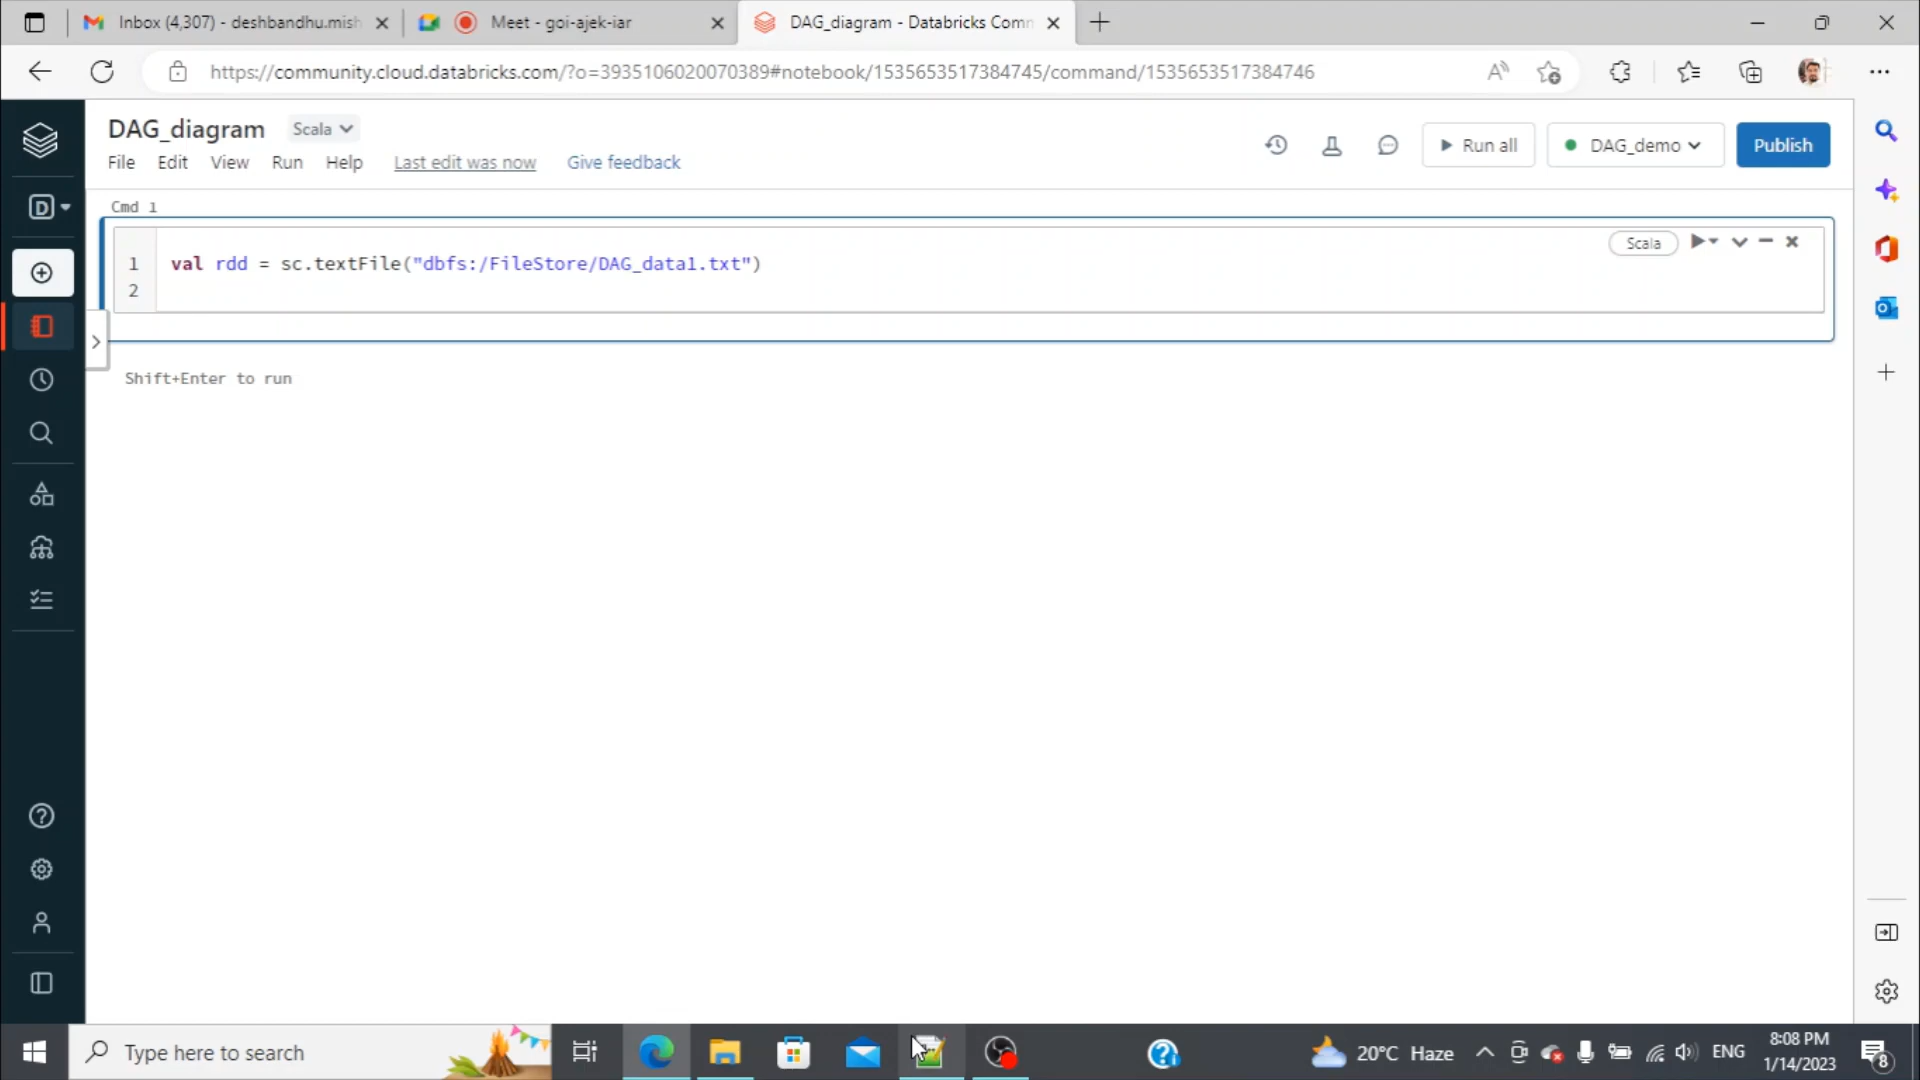 Inbox (4,307) - deshbandhu.mish
Meet - goi-ajek-iar
DAG_diagram - Databricks Comm
https://community.cloud.databricks.com/?o=3935106020070389#notebook/1535653517384745/command/1535653517384746
DAG_diagram Scala
File Edit View Run Help Last edit was now Give feedback
Run all
DAG_demo
Publish
D
Cmd 1
Scala
1 val rdd = sc.textFile("dbfs:/FileStore/DAG_data1.txt")
2
Shift+Enter to run
Type here to search
20°C Haze
ENG
8:08 PM
1/14/2023
8